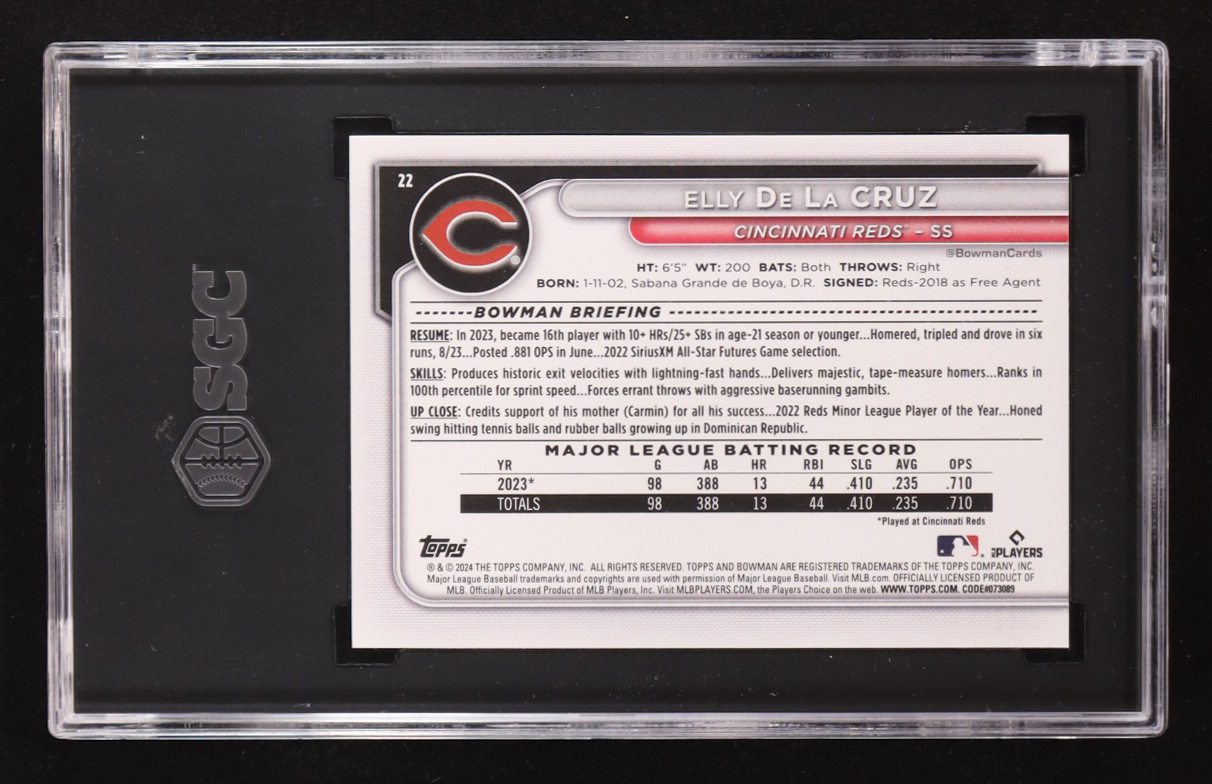 SGC
22
ELLY DE LA CRUZ
CINCINNATI REDS™ – SS
@BowmanCards
HT: 6'5" WT: 200 BATS: Both THROWS: Right
BORN: 1-11-02, Sabana Grande de Boya, D.R. SIGNED: Reds-2018 as Free Agent
BOWMAN BRIEFING
RESUME: In 2023, became 16th player with 10+ HRs/25+ SBs in age-21 season or younger...Homered, tripled and drove in six
runs, 8/23...Posted .881 OPS in June...2022 SiriusXM All-Star Futures Game selection.
SKILLS: Produces historic exit velocities with lightning-fast hands...Delivers majestic, tape-measure homers...Ranks in
100th percentile for sprint speed...Forces errant throws with aggressive baserunning gambits.
UP CLOSE: Credits support of his mother (Carmin) for all his success...2022 Reds Minor League Player of the Year...Honed
swing hitting tennis balls and rubber balls growing up in Dominican Republic.
MAJOR LEAGUE BATTING RECORD
YR G AB HR RBI SLG AVG OPS
2023* 98 388 13 44 .410 .235 .710
TOTALS 98 388 13 44 .410 .235 .710
*Played at Cincinnati Reds
Topps® MLB PLAYERS
® & © 2024 THE TOPPS COMPANY, INC. ALL RIGHTS RESERVED. TOPPS AND BOWMAN ARE REGISTERED TRADEMARKS OF THE TOPPS COMPANY, INC.
Major League Baseball trademarks and copyrights are used with permission of Major League Baseball. Visit MLB.com. OFFICIALLY LICENSED PRODUCT OF
MLB. Officially Licensed Product of MLB Players, Inc. Visit MLBPLAYERS.COM, the Players Choice on the web. WWW.TOPPS.COM. CODE#073089